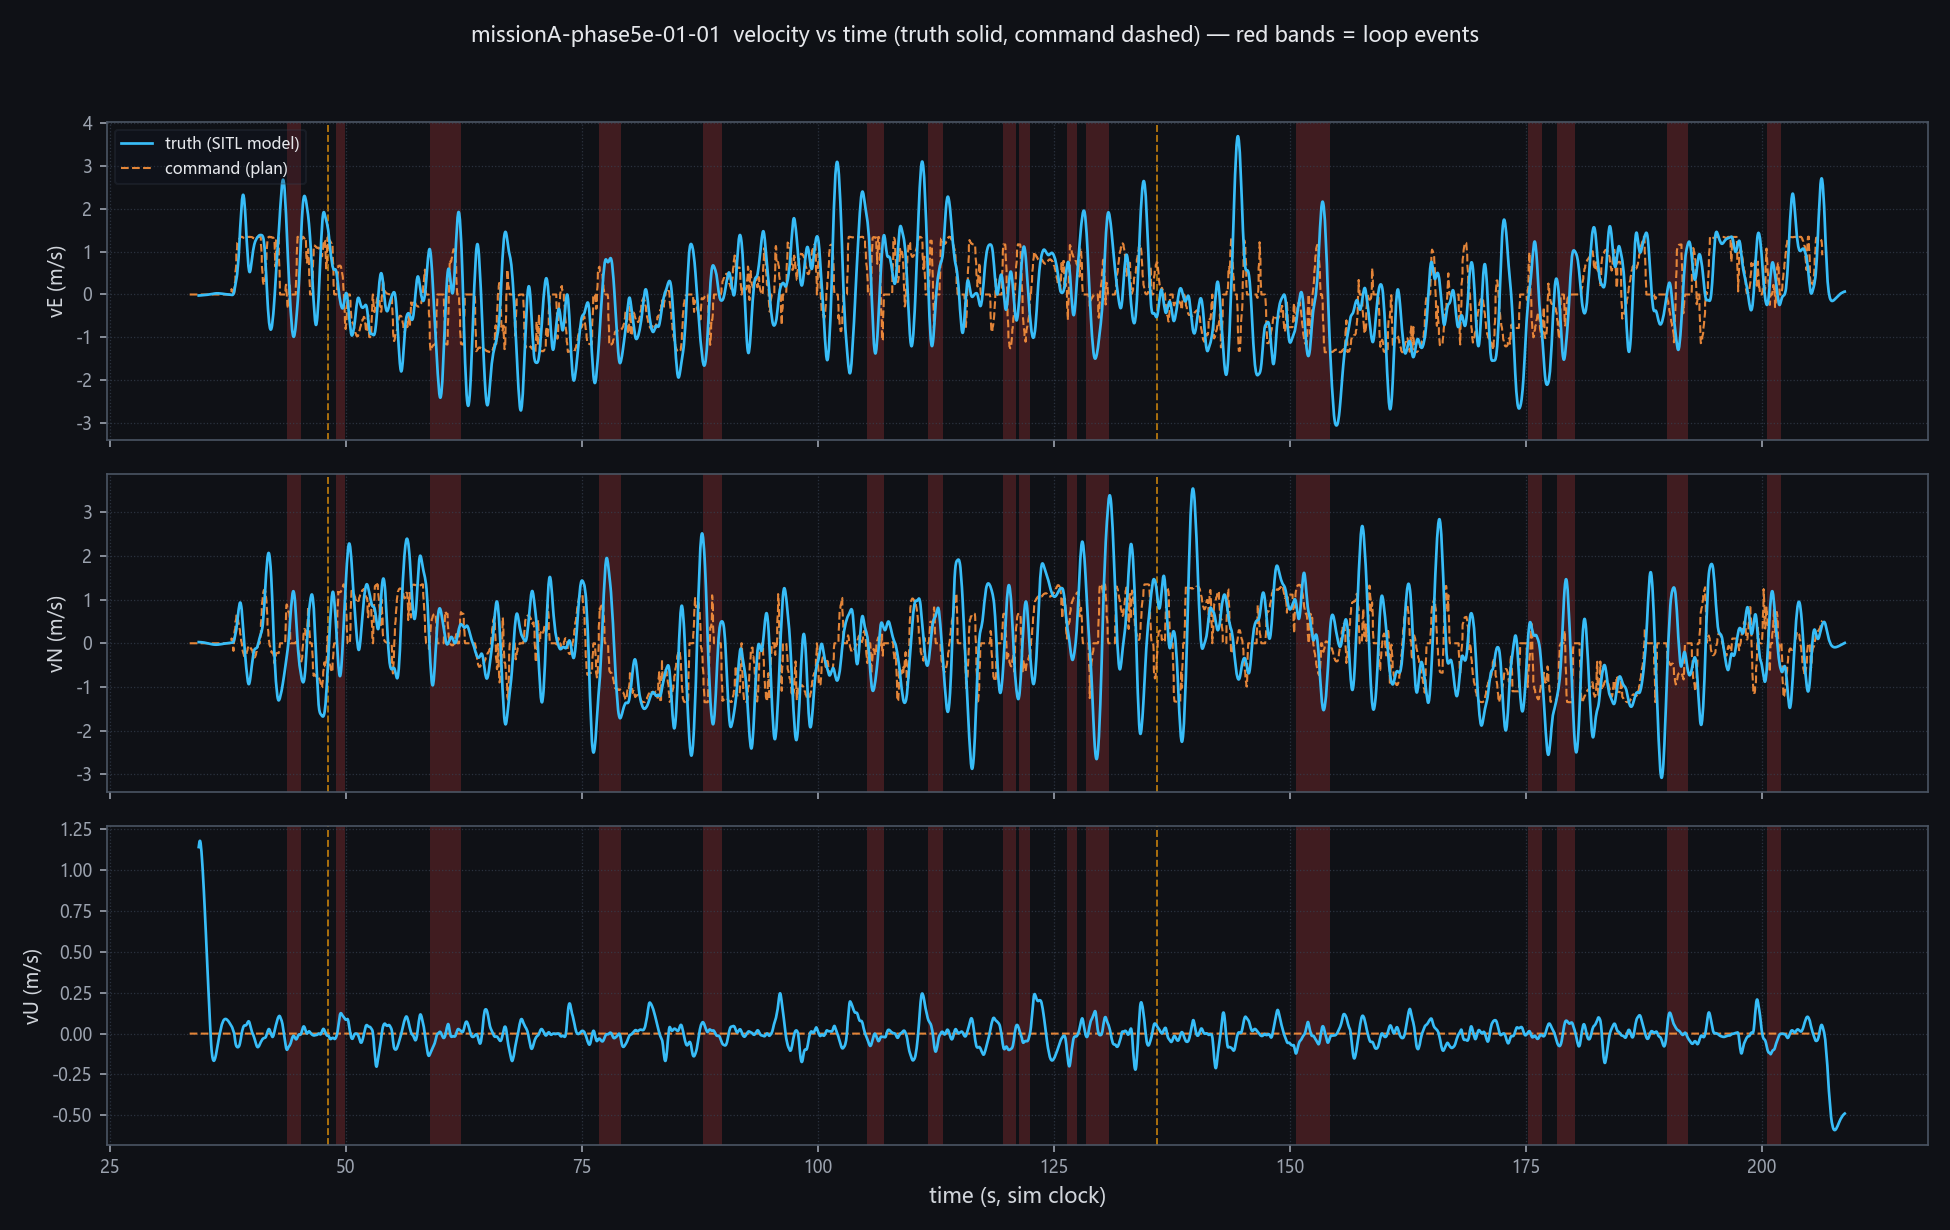 missionA-phase5e-01-01  velocity vs time (truth solid, command dashed) — red bands = loop events
4
3
2
1
0
-1
-2
-3
vE (m/s)
truth (SITL model)
command (plan)
3
2
1
0
-1
-2
-3
vN (m/s)
1.25
1.00
0.75
0.50
0.25
0.00
-0.25
-0.50
vU (m/s)
25 50 75 100 125 150 175 200
time (s, sim clock)